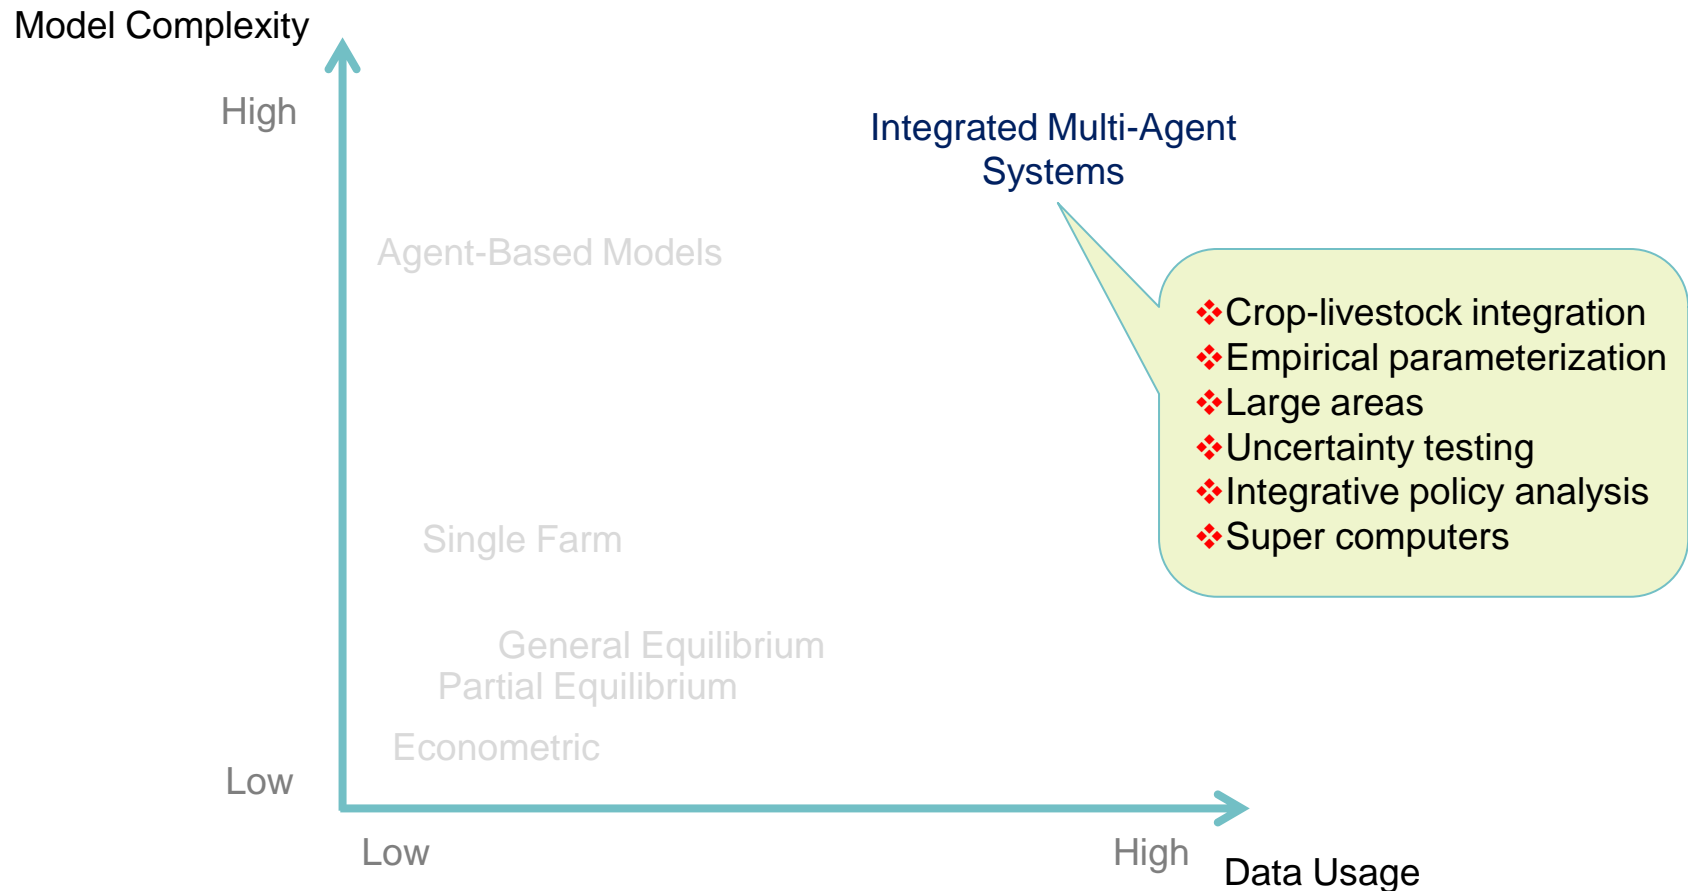 Model Complexity
High
Integrated Multi-Agent
Systems
Agent-Based Models
❖Crop-livestock integration
❖Empirical parameterization
❖Large areas
❖Uncertainty testing
❖Integrative policy analysis
❖Super computers
Single Farm
General Equilibrium
Partial Equilibrium
Econometric
Low
Low
High
Data Usage